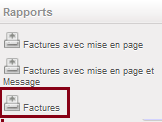 Rapports
Factures avec mise en page
Factures avec mise en page et
Message
Factures